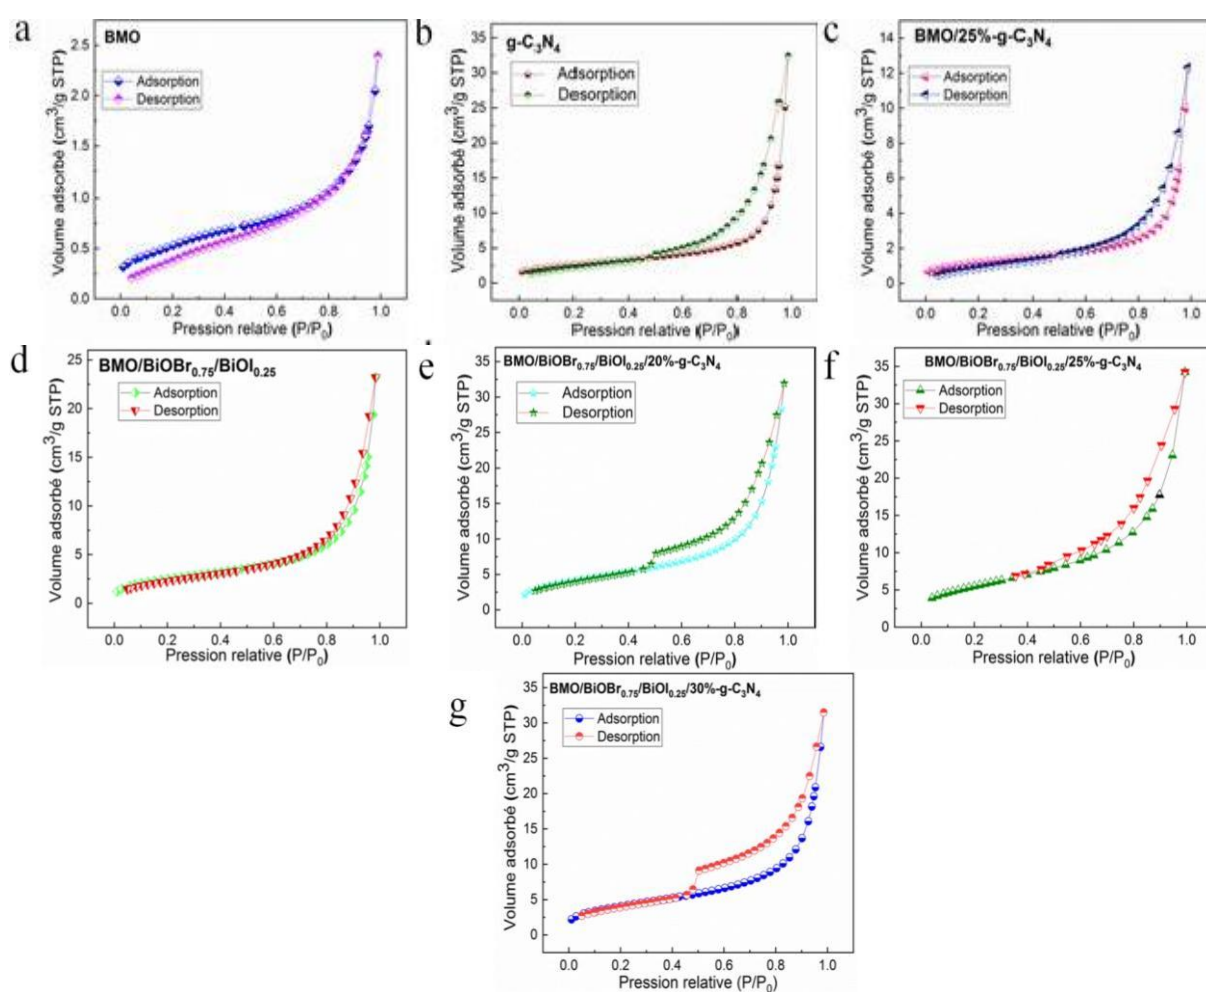 a
BMO
Adsorption
Desorption
Volume adsorbé (cm³/g STP)
2.5
2.0
1.5
1.0
0.5
0.0
0.0 0.2 0.4 0.6 0.8 1.0
Pression relative (P/P₀)
b
g-C₃N₄
Adsorption
Desorption
Volume adsorbé (cm³/g STP)
35
30
25
20
15
10
5
0
0.0 0.2 0.4 0.6 0.8 1.0
Pression relative (P/P₀)
c
BMO/25%-g-C₃N₄
Adsorption
Desorption
Volume adsorbé (cm³/g STP)
14
12
10
8
6
4
2
0
0.0 0.2 0.4 0.6 0.8 1.0
Pression relative (P/P₀)
d
BMO/BiOBr₀.₇₅/BiOI₀.₂₅
Adsorption
Desorption
Volume adsorbé (cm³/g STP)
25
20
15
10
5
0
0.0 0.2 0.4 0.6 0.8 1.0
Pression relative (P/P₀)
e
BMO/BiOBr₀.₇₅/BiOI₀.₂₅/20%-g-C₃N₄
Adsorption
Desorption
Volume adsorbé (cm³/g STP)
35
30
25
20
15
10
5
0
0.0 0.2 0.4 0.6 0.8 1.0
Pression relative (P/P₀)
f
BMO/BiOBr₀.₇₅/BiOI₀.₂₅/25%-g-C₃N₄
Adsorption
Desorption
Volume adsorbé (cm³/g STP)
35
30
25
20
15
10
5
0
0.0 0.2 0.4 0.6 0.8 1.0
Pression relative (P/P₀)
g
BMO/BiOBr₀.₇₅/BiOI₀.₂₅/30%-g-C₃N₄
Adsorption
Desorption
Volume adsorbé (cm³/g STP)
35
30
25
20
15
10
5
0
0.0 0.2 0.4 0.6 0.8 1.0
Pression relative (P/P₀)